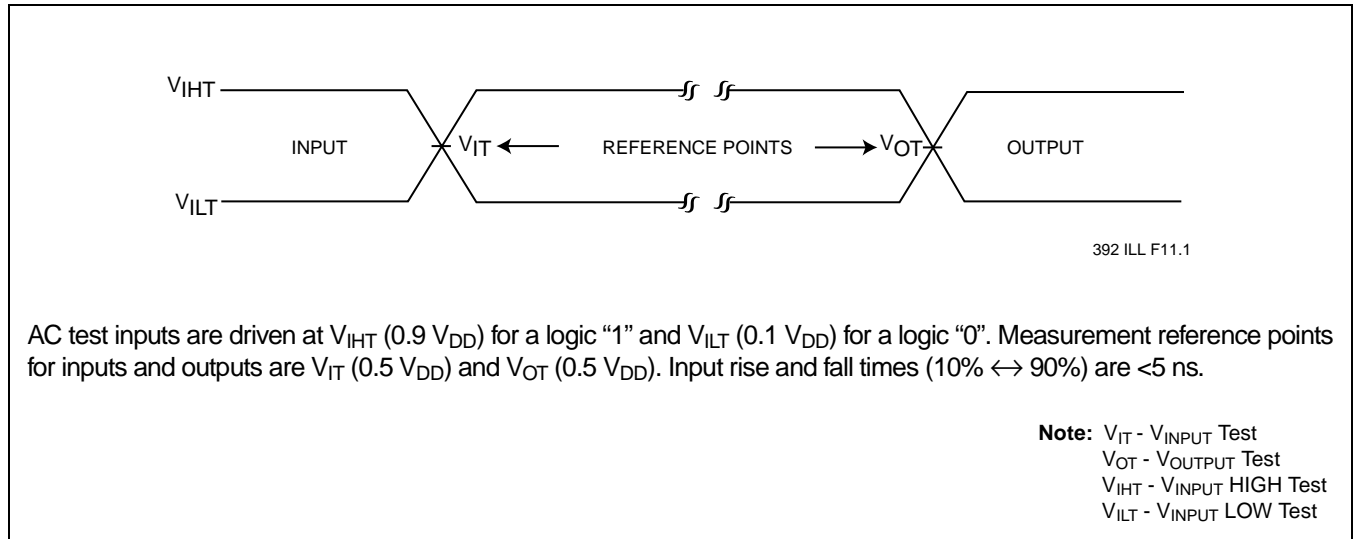 VIHT
INPUT VIT REFERENCE POINTS VOT OUTPUT
VILT
392 ILL F11.1
AC test inputs are driven at VIHT (0.9 VDD) for a logic “1” and VILT (0.1 VDD) for a logic “0”. Measurement reference points
for inputs and outputs are VIT (0.5 VDD) and VOT (0.5 VDD). Input rise and fall times (10% ↔ 90%) are <5 ns.
Note: VIT - VINPUT Test
VOT - VOUTPUT Test
VIHT - VINPUT HIGH Test
VILT - VINPUT LOW Test